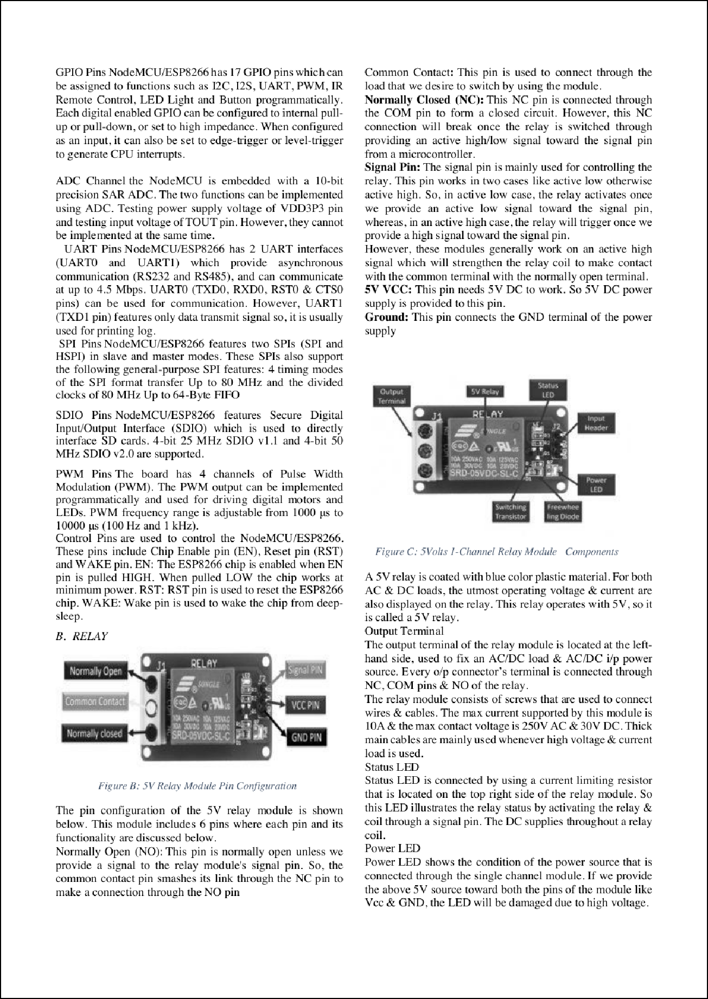 GPIO Pins NodeMCU/ESP8266 has 17 GPIO pins which can
be assigned to functions such as I2C, I2S, UART, PWM, IR
Remote Control, LED Light and Button programmatically.
Each digital enabled GPIO can be configured to internal pull-
up or pull-down, or set to high impedance. When configured
as an input, it can also be set to edge-trigger or level-trigger
to generate CPU interrupts.
ADC Channel the NodeMCU is embedded with a 10-bit
precision SAR ADC. The two functions can be implemented
using ADC. Testing power supply voltage of VDD3P3 pin
and testing input voltage of TOUT pin. However, they cannot
be implemented at the same time.
UART Pins NodeMCU/ESP8266 has 2 UART interfaces
(UART0 and UART1) which provide asynchronous
communication (RS232 and RS485), and can communicate
at up to 4.5 Mbps. UART0 (TXD0, RXD0, RST0 & CTS0
pins) can be used for communication. However, UART1
(TXD1 pin) features only data transmit signal so, it is usually
used for printing log.
SPI Pins NodeMCU/ESP8266 features two SPIs (SPI and
HSPI) in slave and master modes. These SPIs also support
the following general-purpose SPI features: 4 timing modes
of the SPI format transfer Up to 80 MHz and the divided
clocks of 80 MHz Up to 64-Byte FIFO
SDIO Pins NodeMCU/ESP8266 features Secure Digital
Input/Output Interface (SDIO) which is used to directly
interface SD cards. 4-bit 25 MHz SDIO v1.1 and 4-bit 50
MHz SDIO v2.0 are supported.
PWM Pins The board has 4 channels of Pulse Width
Modulation (PWM). The PWM output can be implemented
programmatically and used for driving digital motors and
LEDs. PWM frequency range is adjustable from 1000 μs to
10000 μs (100 Hz and 1 kHz).
Control Pins are used to control the NodeMCU/ESP8266.
These pins include Chip Enable pin (EN), Reset pin (RST)
and WAKE pin. EN: The ESP8266 chip is enabled when EN
pin is pulled HIGH. When pulled LOW the chip works at
minimum power. RST: RST pin is used to reset the ESP8266
chip. WAKE: Wake pin is used to wake the chip from deep-
sleep.
B. RELAY
Normally Open
Common Contact
Normally closed
J1
RELAY
SONGLE
10A 250VAC 10A 125VAC
10A 30VDC 10A 28VDC
SRD-05VDC-SL-C
LED
J2
Signal PIN
VCC PIN
GND PIN
Figure B: 5V Relay Module Pin Configuration
The pin configuration of the 5V relay module is shown
below. This module includes 6 pins where each pin and its
functionality are discussed below.
Normally Open (NO): This pin is normally open unless we
provide a signal to the relay module's signal pin. So, the
common contact pin smashes its link through the NC pin to
make a connection through the NO pin
Common Contact: This pin is used to connect through the
load that we desire to switch by using the module.
Normally Closed (NC): This NC pin is connected through
the COM pin to form a closed circuit. However, this NC
connection will break once the relay is switched through
providing an active high/low signal toward the signal pin
from a microcontroller.
Signal Pin: The signal pin is mainly used for controlling the
relay. This pin works in two cases like active low otherwise
active high. So, in active low case, the relay activates once
we provide an active low signal toward the signal pin,
whereas, in an active high case, the relay will trigger once we
provide a high signal toward the signal pin.
However, these modules generally work on an active high
signal which will strengthen the relay coil to make contact
with the common terminal with the normally open terminal.
5V VCC: This pin needs 5V DC to work. So 5V DC power
supply is provided to this pin.
Ground: This pin connects the GND terminal of the power
supply
Output
Terminal
5V Relay
Status
LED
Input
Header
J1
RELAY
SONGLE
10A 250VAC 10A 125VAC
10A 30VDC 10A 28VDC
SRD-05VDC-SL-C
J2
Power
LED
Switching
Transistor
Freewhee
ling Diode
Figure C: 5Volts 1-Channel Relay Module Components
A 5V relay is coated with blue color plastic material. For both
AC & DC loads, the utmost operating voltage & current are
also displayed on the relay. This relay operates with 5V, so it
is called a 5V relay.
Output Terminal
The output terminal of the relay module is located at the left-
hand side, used to fix an AC/DC load & AC/DC i/p power
source. Every o/p connector’s terminal is connected through
NC, COM pins & NO of the relay.
The relay module consists of screws that are used to connect
wires & cables. The max current supported by this module is
10A & the max contact voltage is 250V AC & 30V DC. Thick
main cables are mainly used whenever high voltage & current
load is used.
Status LED
Status LED is connected by using a current limiting resistor
that is located on the top right side of the relay module. So
this LED illustrates the relay status by activating the relay &
coil through a signal pin. The DC supplies throughout a relay
coil.
Power LED
Power LED shows the condition of the power source that is
connected through the single channel module. If we provide
the above 5V source toward both the pins of the module like
Vcc & GND, the LED will be damaged due to high voltage.